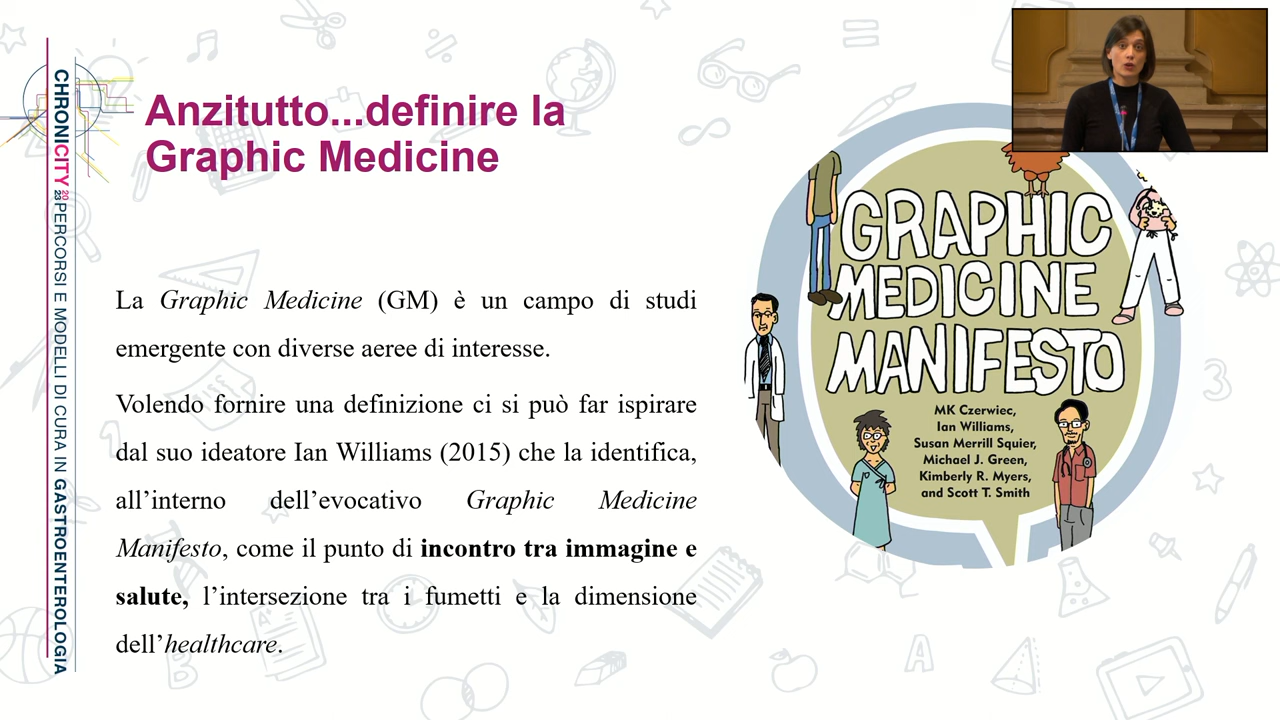 CHRONICITY 2023 PERCORSI E MODELLI DI CURA IN GASTROENTEROLOGIA
Anzitutto...definire la
Graphic Medicine
La Graphic Medicine (GM) è un campo di studi
emergente con diverse aeree di interesse.
Volendo fornire una definizione ci si può far ispirare
dal suo ideatore Ian Williams (2015) che la identifica,
all’interno dell’evocativo Graphic Medicine
Manifesto, come il punto di incontro tra immagine e
salute, l’intersezione tra i fumetti e la dimensione
dell’healthcare.
GRAPHIC
MEDICINE
MANIFESTO
MK Czerwiec,
Ian Williams,
Susan Merrill Squier,
Michael J. Green,
Kimberly R. Myers,
and Scott T. Smith